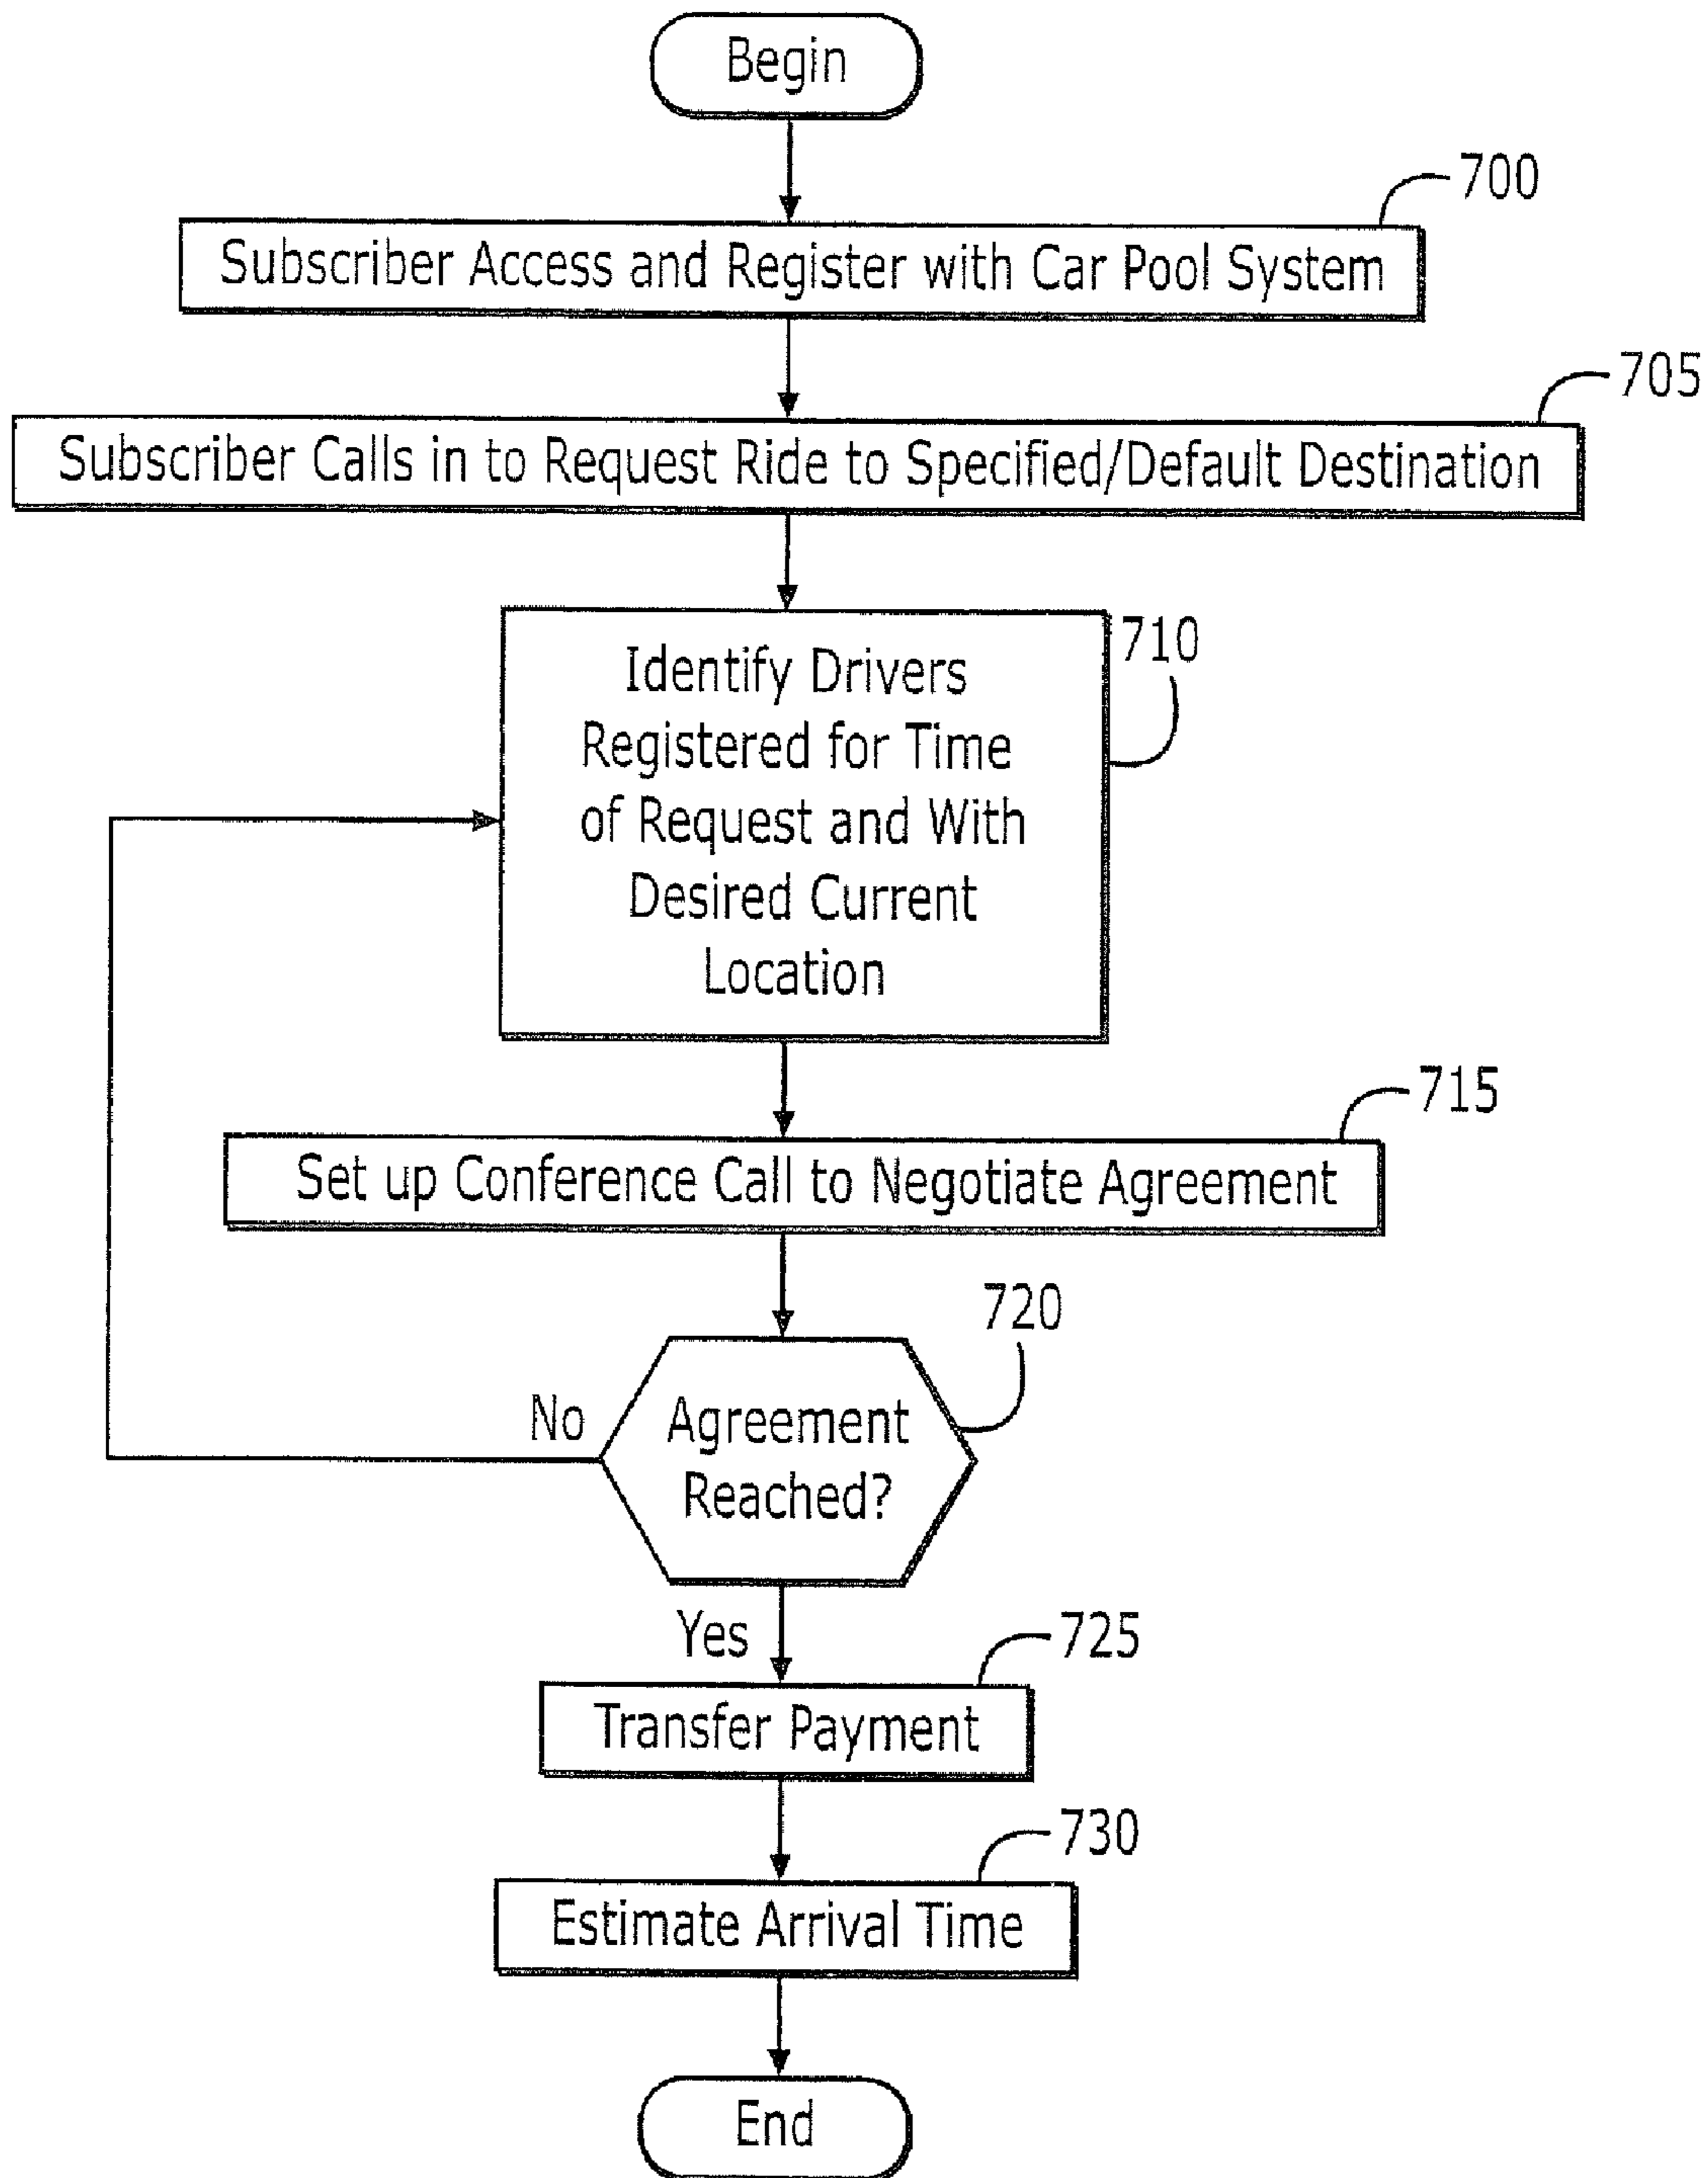 Begin
700
Subscriber Access and Register with Car Pool System
705
Subscriber Calls in to Request Ride to Specified/Default Destination
710
Identify Drivers
Registered for Time
of Request and With
Desired Current
Location
715
Set up Conference Call to Negotiate Agreement
720
No
Agreement
Reached?
Yes
725
Transfer Payment
730
Estimate Arrival Time
End